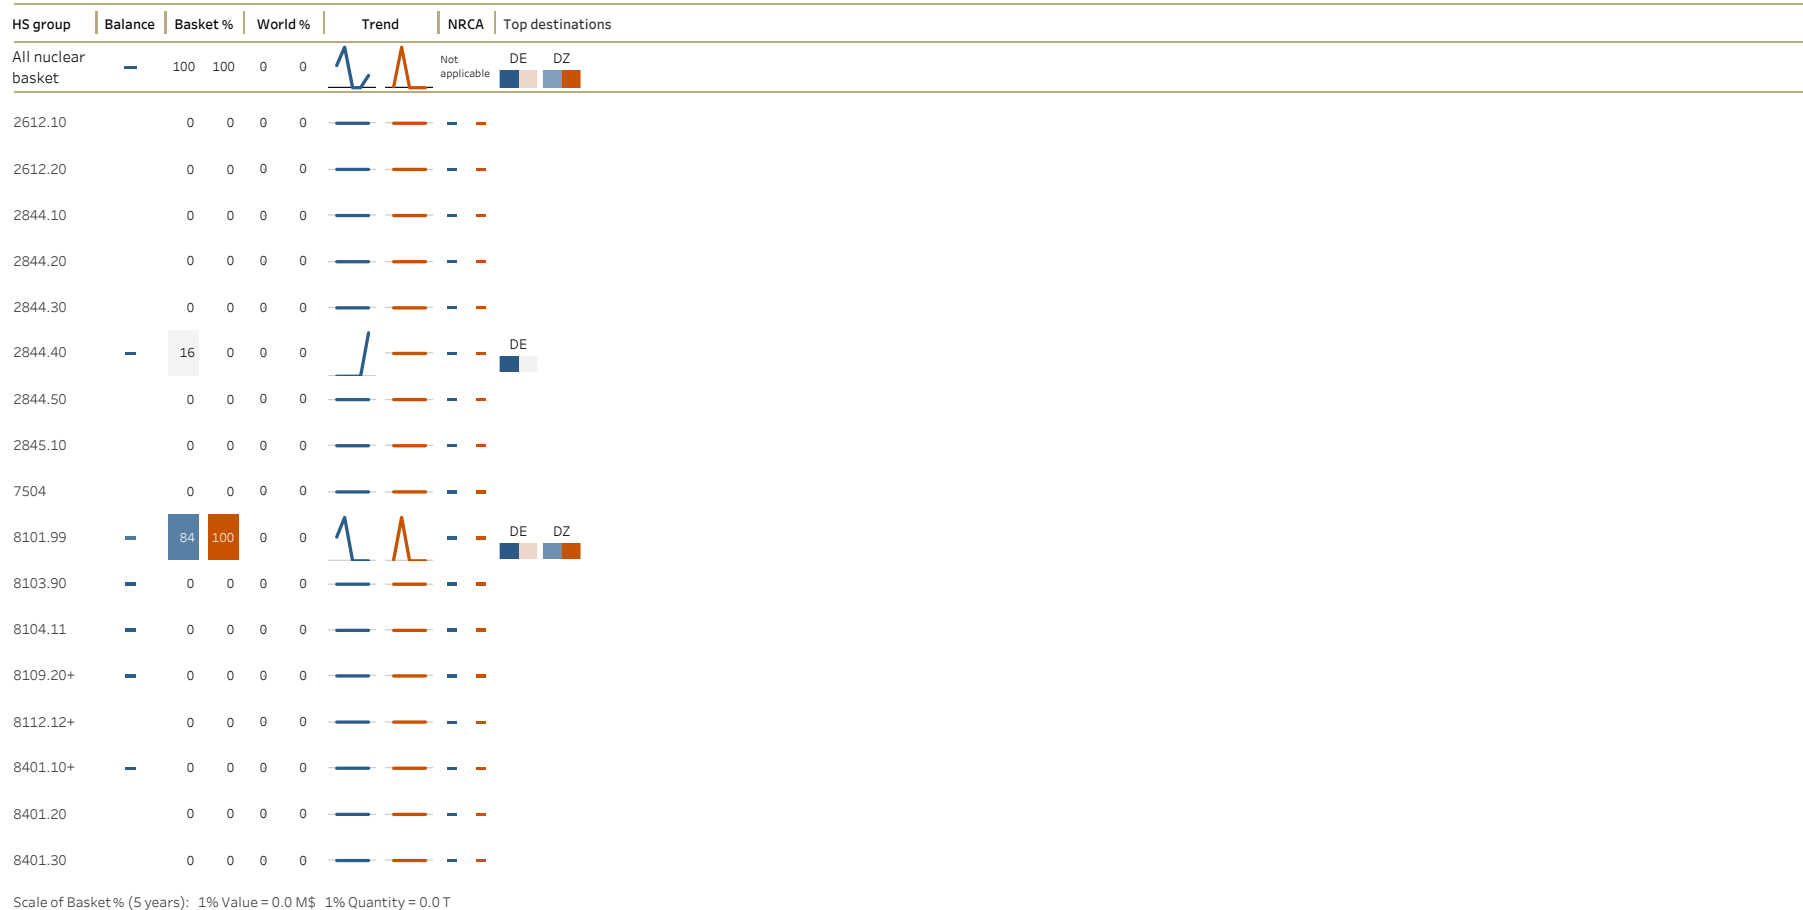 HS group Balance Basket % World % Trend NRCA Top destinations
All nuclear basket 100 100 0 0 Not applicable DE DZ
2612.10 0 0 0 0
2612.20 0 0 0 0
2844.10 0 0 0 0
2844.20 0 0 0 0
2844.30 0 0 0 0
2844.40 16 0 0 0 DE
2844.50 0 0 0 0
2845.10 0 0 0 0
7504 0 0 0 0
8101.99 84 100 0 0 DE DZ
8103.90 0 0 0 0
8104.11 0 0 0 0
8109.20+ 0 0 0 0
8112.12+ 0 0 0 0
8401.10+ 0 0 0 0
8401.20 0 0 0 0
8401.30 0 0 0 0
Scale of Basket% (5 years): 1% Value = 0.0 M$ 1% Quantity = 0.0 T